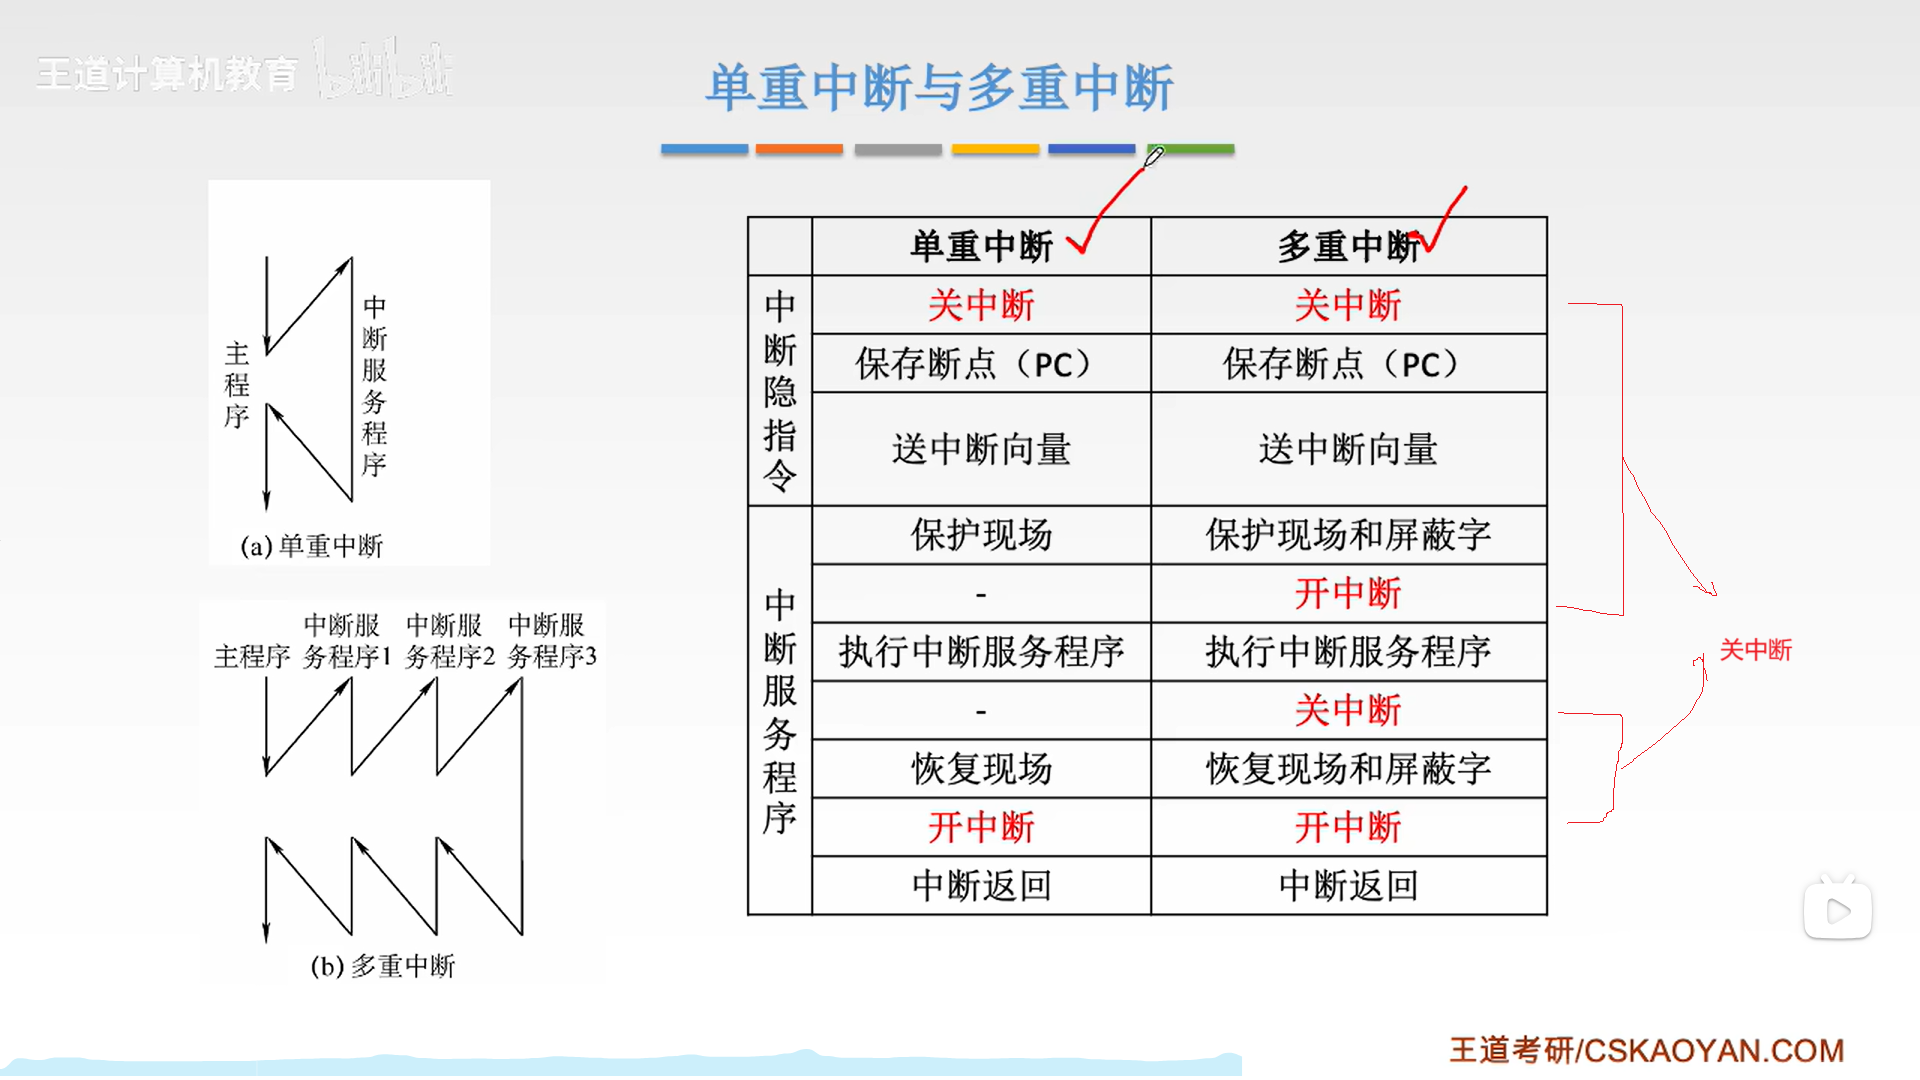 王道计算机教育 bilibili
单重中断与多重中断
主程序
中断服务程序
(a) 单重中断
主程序
中断服务程序1
中断服务程序2
中断服务程序3
(b) 多重中断
单重中断 多重中断
中断隐指令
关中断 关中断
保存断点（PC） 保存断点（PC）
送中断向量 送中断向量
中断服务程序
保护现场 保护现场和屏蔽字
- 开中断
执行中断服务程序 执行中断服务程序
- 关中断
恢复现场 恢复现场和屏蔽字
开中断 开中断
中断返回 中断返回
关中断
王道考研/CSKAOYAN.COM